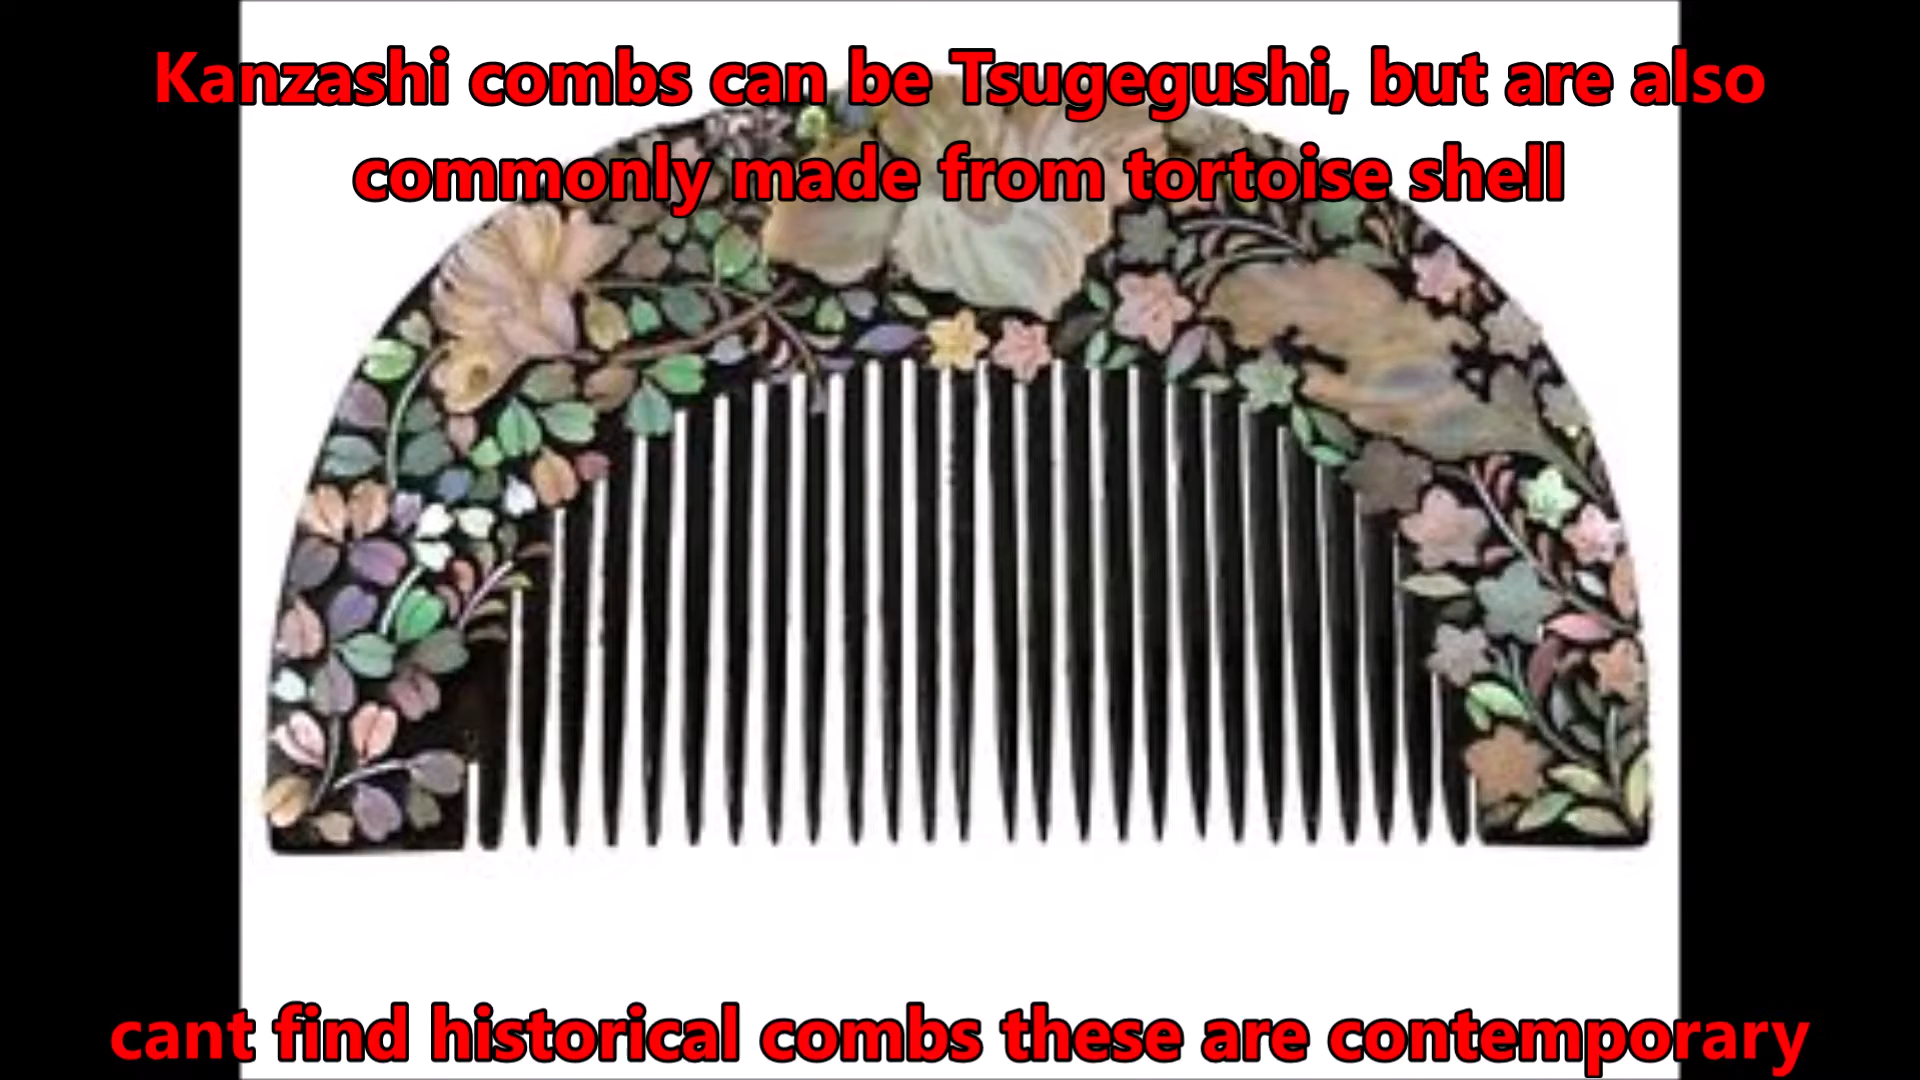 Kanzashi combs can be Tsugegushi, but are also
commonly made from tortoise shell
cant find historical combs these are contemporary